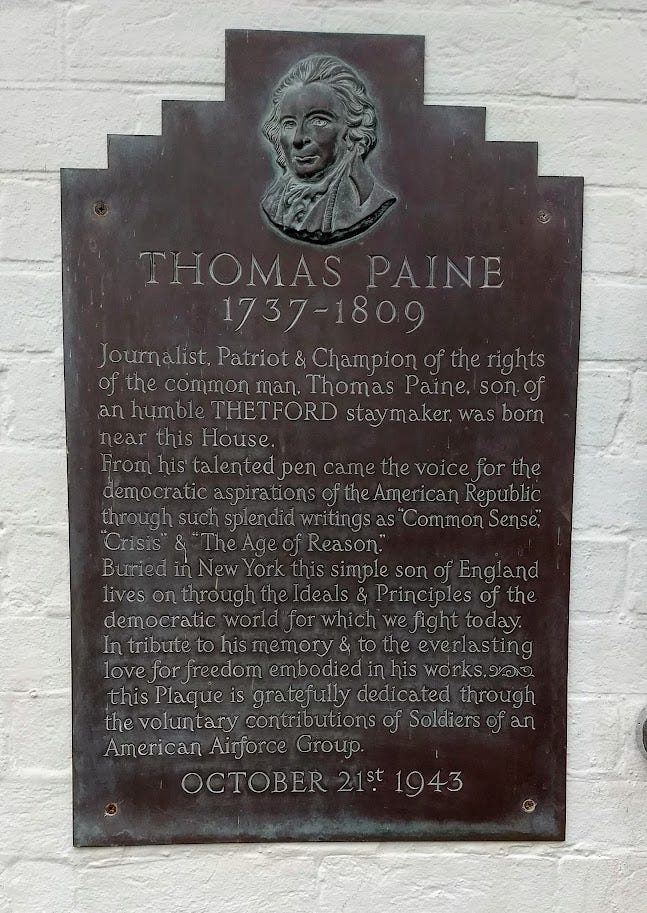 THOMAS PAINE
1737-1809
Journalist, Patriot & Champion of the rights
of the common man, Thomas Paine, son of
an humble THETFORD staymaker, was born
near this House.
From his talented pen came the voice for the
democratic aspirations of the American Republic
through such splendid writings as "Common Sense",
"Crisis" & "The Age of Reason."
Buried in New York this simple son of England
lives on through the Ideals & Principles of the
democratic world for which we fight today.
In tribute to his memory & to the everlasting
love for freedom embodied in his works.
this Plaque is gratefully dedicated through
the voluntary contributions of Soldiers of an
American Airforce Group.
OCTOBER 21st. 1943